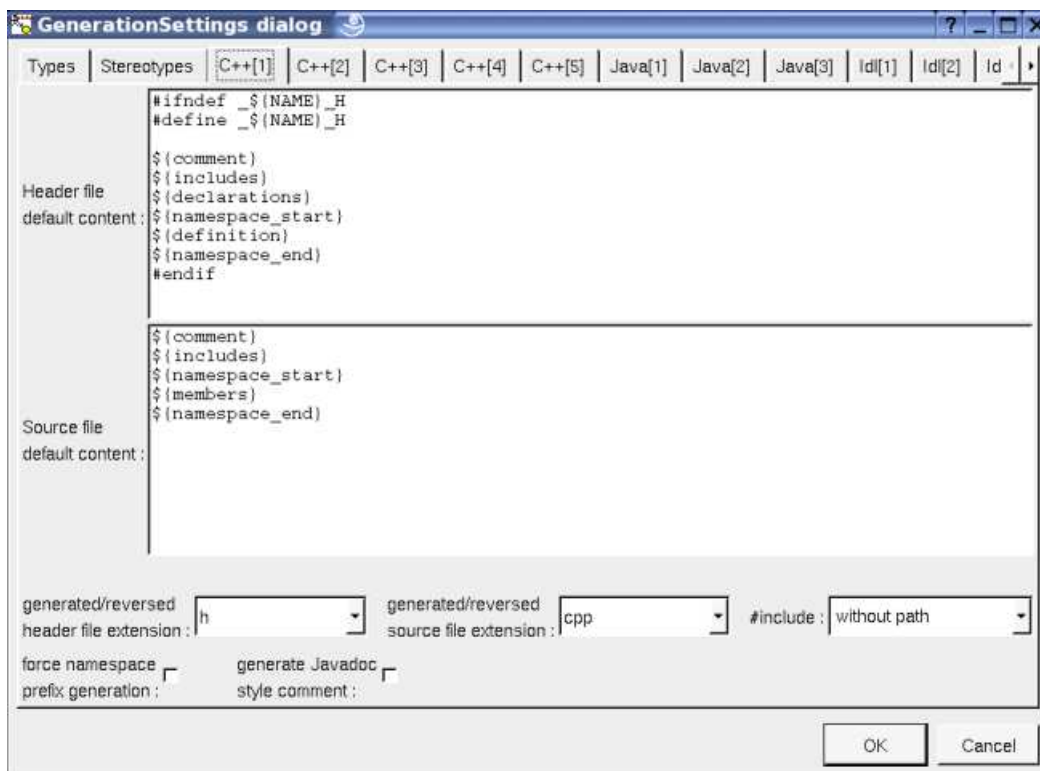 GenerationSettings dialog
Types Stereotypes C++[1] C++[2] C++[3] C++[4] C++[5] Java[1] Java[2] Java[3] Idl[1] Idl[2] Id
#ifndef _${NAME}_H
#define _${NAME}_H
${comment}
${includes}
${declarations}
${namespace_start}
${definition}
${namespace_end}
#endif
Header file
default content :
${comment}
${includes}
${namespace_start}
${members}
${namespace_end}
Source file
default content :
generated/reversed
header file extension : h
generated/reversed
source file extension : cpp
#include : without path
force namespace
prefix generation :
generate Javadoc
style comment :
OK Cancel